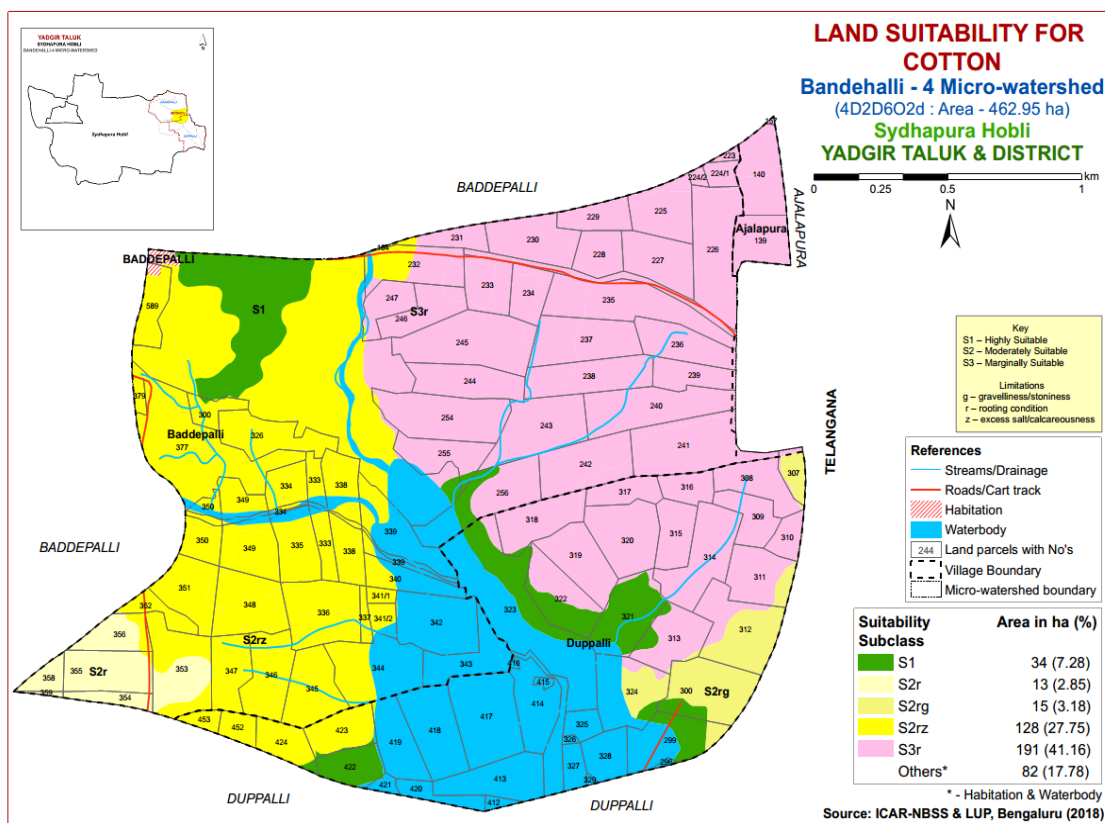 YADGIR TALUK
SYDHAPURA HOBLI
BANDEHALLI-4 MICRO-WATERSHED
N
Sydhapura Hobli
LAND SUITABILITY FOR
COTTON
Bandehalli - 4 Micro-watershed
(4D2D6O2d : Area - 462.95 ha)
Sydhapura Hobli
YADGIR TALUK & DISTRICT
km
0 0.25 0.5 1
N
BADDEPALLI
AJALAPURA
223
224/2 224/1 140
229 225
231 230 226 Ajalapura
139
228 227
184
232
BADDEPALLI
589
S1
247 233 234 235
S3r
246
245 237 236
244 238 239
254 240
243
255 241
242
256
379
300
326
Baddepalli
377
334 333 338
349
350 334
350 349 335 333 338
339
339
340
351
348 336 341/1
337 341/2
342
352
356
S2rz
S2r
358 355 353
359 354
347 346
345
344 343
453 452 424 423
422
419 418 417
416
415
414
413
421 420
412
325
326
327 328
329
299
296
300 S2rg
324
312
313
Duppalli
321
322
323
318
317 316 308 307
309
319 320 315 314 310
311
BADDEPALLI
DUPPALLI
DUPPALLI
TELANGANA
Key
S1 – Highly Suitable
S2 – Moderately Suitable
S3 – Marginally Suitable
Limitations
g – gravelliness/stoniness
r – rooting condition
z – excess salt/calcareousness
References
Streams/Drainage
Roads/Cart track
Habitation
Waterbody
244 Land parcels with No's
Village Boundary
Micro-watershed boundary
Suitability Subclass Area in ha (%)
S1 34 (7.28)
S2r 13 (2.85)
S2rg 15 (3.18)
S2rz 128 (27.75)
S3r 191 (41.16)
Others* 82 (17.78)
* - Habitation & Waterbody
Source: ICAR-NBSS & LUP, Bengaluru (2018)